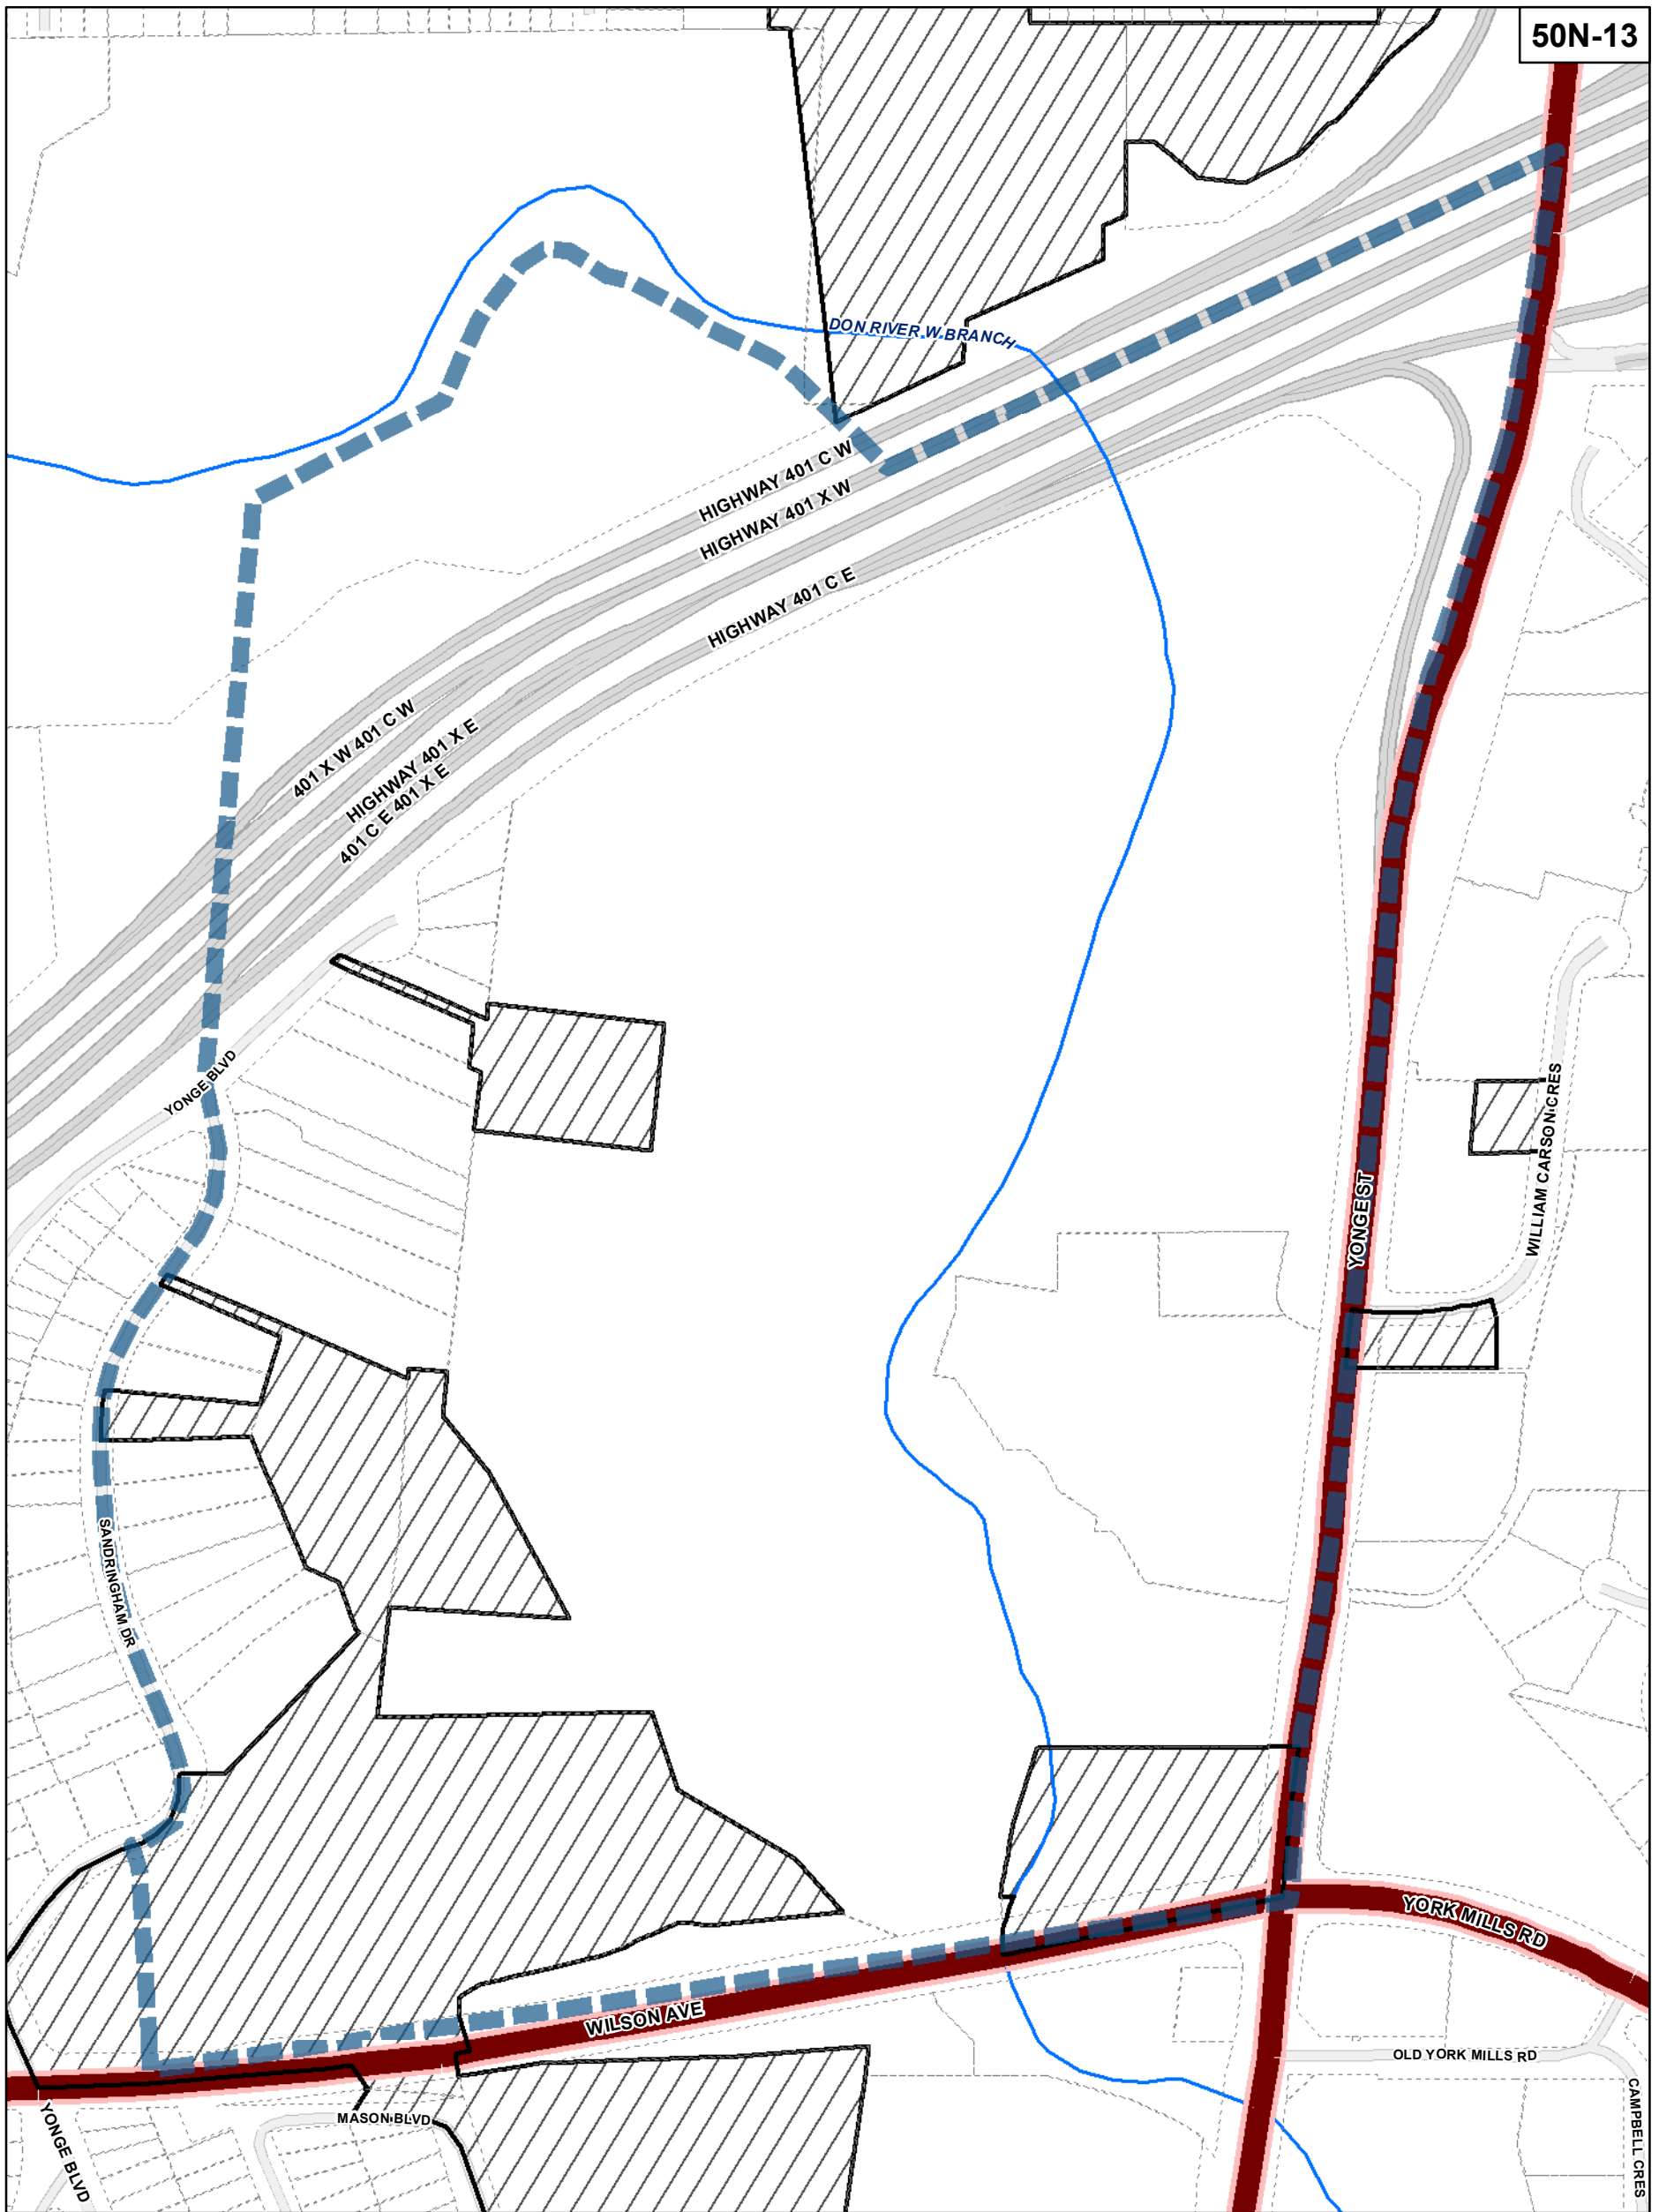 50N-13
DON RIVER W BRANCH
HIGHWAY 401 C W
HIGHWAY 401 X W
HIGHWAY 401 C E
401 X W 401 C W
HIGHWAY 401 X E
401 C E 401 X E
YONGE BLVD
WILLIAM CARSON CRES
YONGE ST
SANDRINGHAM DR
YORK MILLS RD
WILSON AVE
OLD YORK MILLS RD
MASON BLVD
YONGE BLVD
CAMPBELL CRES